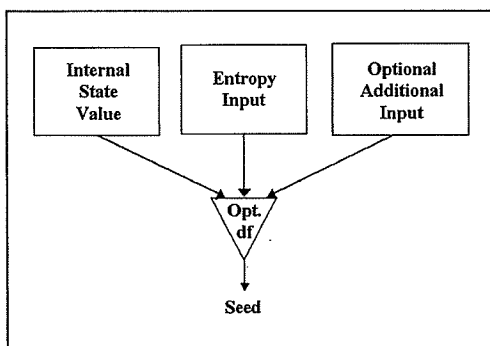 Internal
State
Value
Entropy
Input
Optional
Additional
Input
Opt.
df
Seed